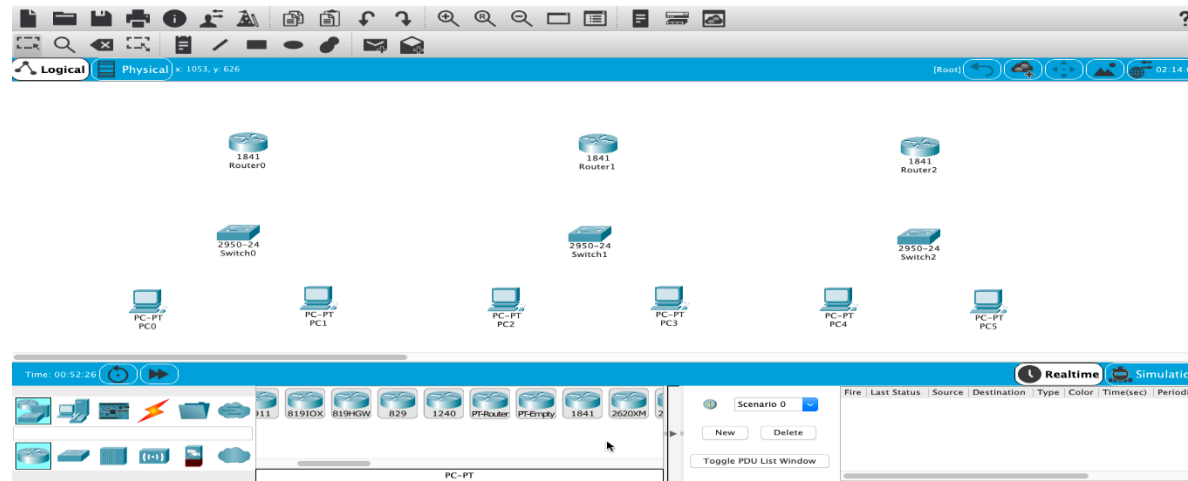 ?
Logical
Physical
x: 1053, y: 626
[Root]
02:14:
1841
Router0
1841
Router1
1841
Router2
2950-24
Switch0
2950-24
Switch1
2950-24
Switch2
PC-PT
PC0
PC-PT
PC1
PC-PT
PC2
PC-PT
PC3
PC-PT
PC4
PC-PT
PC5
Time: 00:52:26
Realtime
Simulatio
911
819IOX
819HGW
829
1240
PT-Router
PT-Empty
1841
2620XM
2
PC-PT
Scenario 0
New
Delete
Toggle PDU List Window
Fire
Last Status
Source
Destination
Type
Color
Time(sec)
Periodi